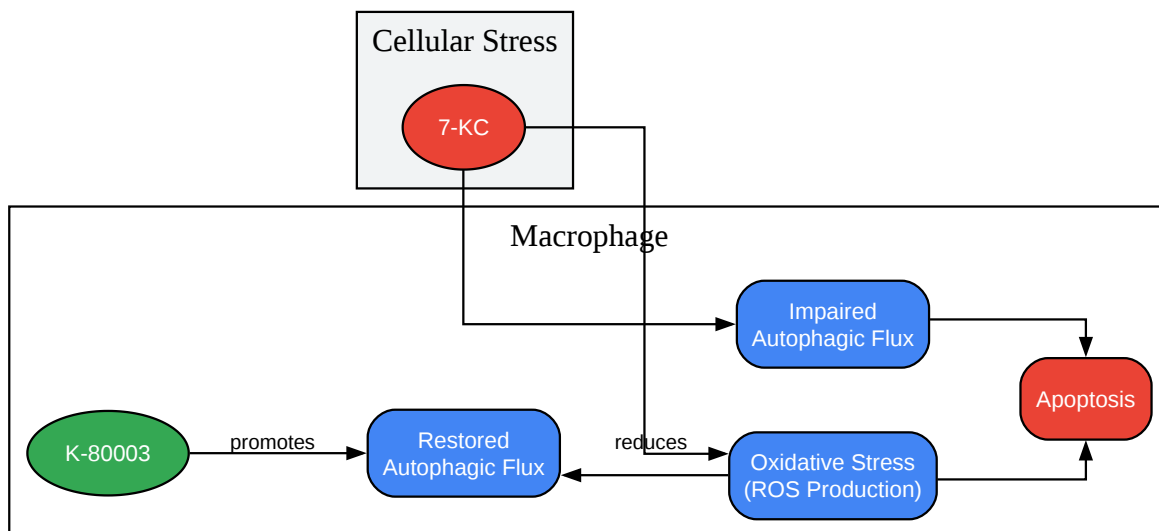 Cellular Stress
7-KC
Macrophage
Impaired
Autophagic Flux
Apoptosis
K-80003
promotes
Restored
Autophagic Flux
reduces
Oxidative Stress
(ROS Production)